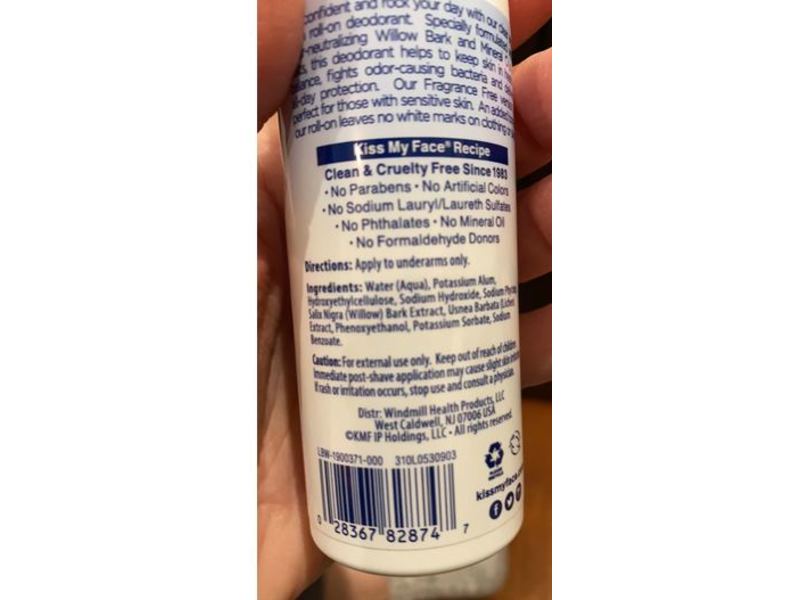 confident and rock your day with our
roll-on deodorant. Specially formulated
neutralizing Willow Bark and Mineral
this deodorant helps to keep skin in
fights odor-causing bacteria and
day protection. Our Fragrance Free
perfect for those with sensitive skin. An added
our roll-on leaves no white marks on clothing
Kiss My Face® Recipe
Clean & Cruelty Free Since 1983
• No Parabens • No Artificial Colors
• No Sodium Lauryl/Laureth Sulfates
• No Phthalates • No Mineral Oil
• No Formaldehyde Donors
Directions: Apply to underarms only.
Ingredients: Water (Aqua), Potassium Alum,
Hydroxyethylcellulose, Sodium Hydroxide, Sodium
Salix Nigra (Willow) Bark Extract, Usnea Barbata (Lichen)
Extract, Phenoxyethanol, Potassium Sorbate, Sodium
Benzoate.
Caution: For external use only. Keep out of reach of children.
Immediate post-shave application may cause slight skin
If rash or irritation occurs, stop use and consult a physician.
Distr: Windmill Health Products, LLC
West Caldwell, NJ 07006 USA
©KMF IP Holdings, LLC • All rights reserved.
LBW-1900371-000 310L0530903
kissmyface.
0 28367 82874 7